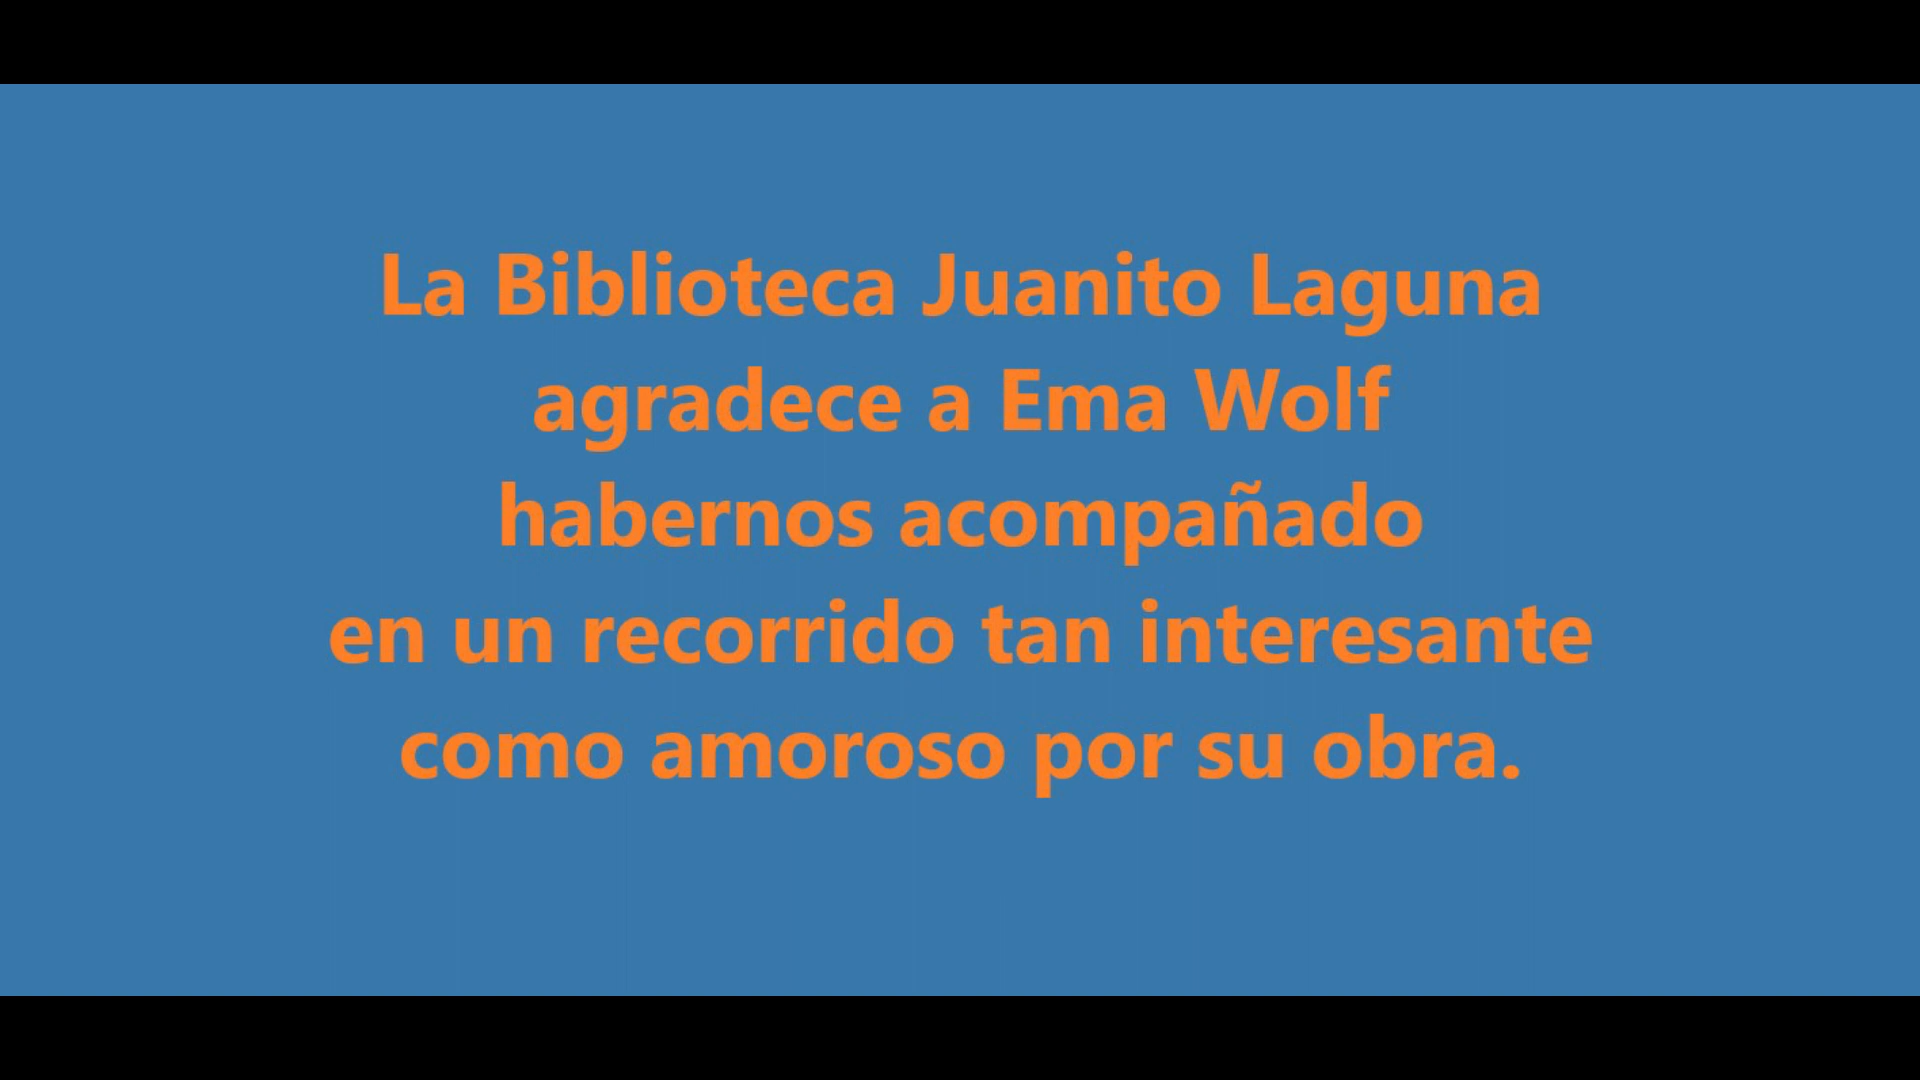 La Biblioteca Juanito Laguna
agradece a Ema Wolf
habernos acompañado
en un recorrido tan interesante
como amoroso por su obra.